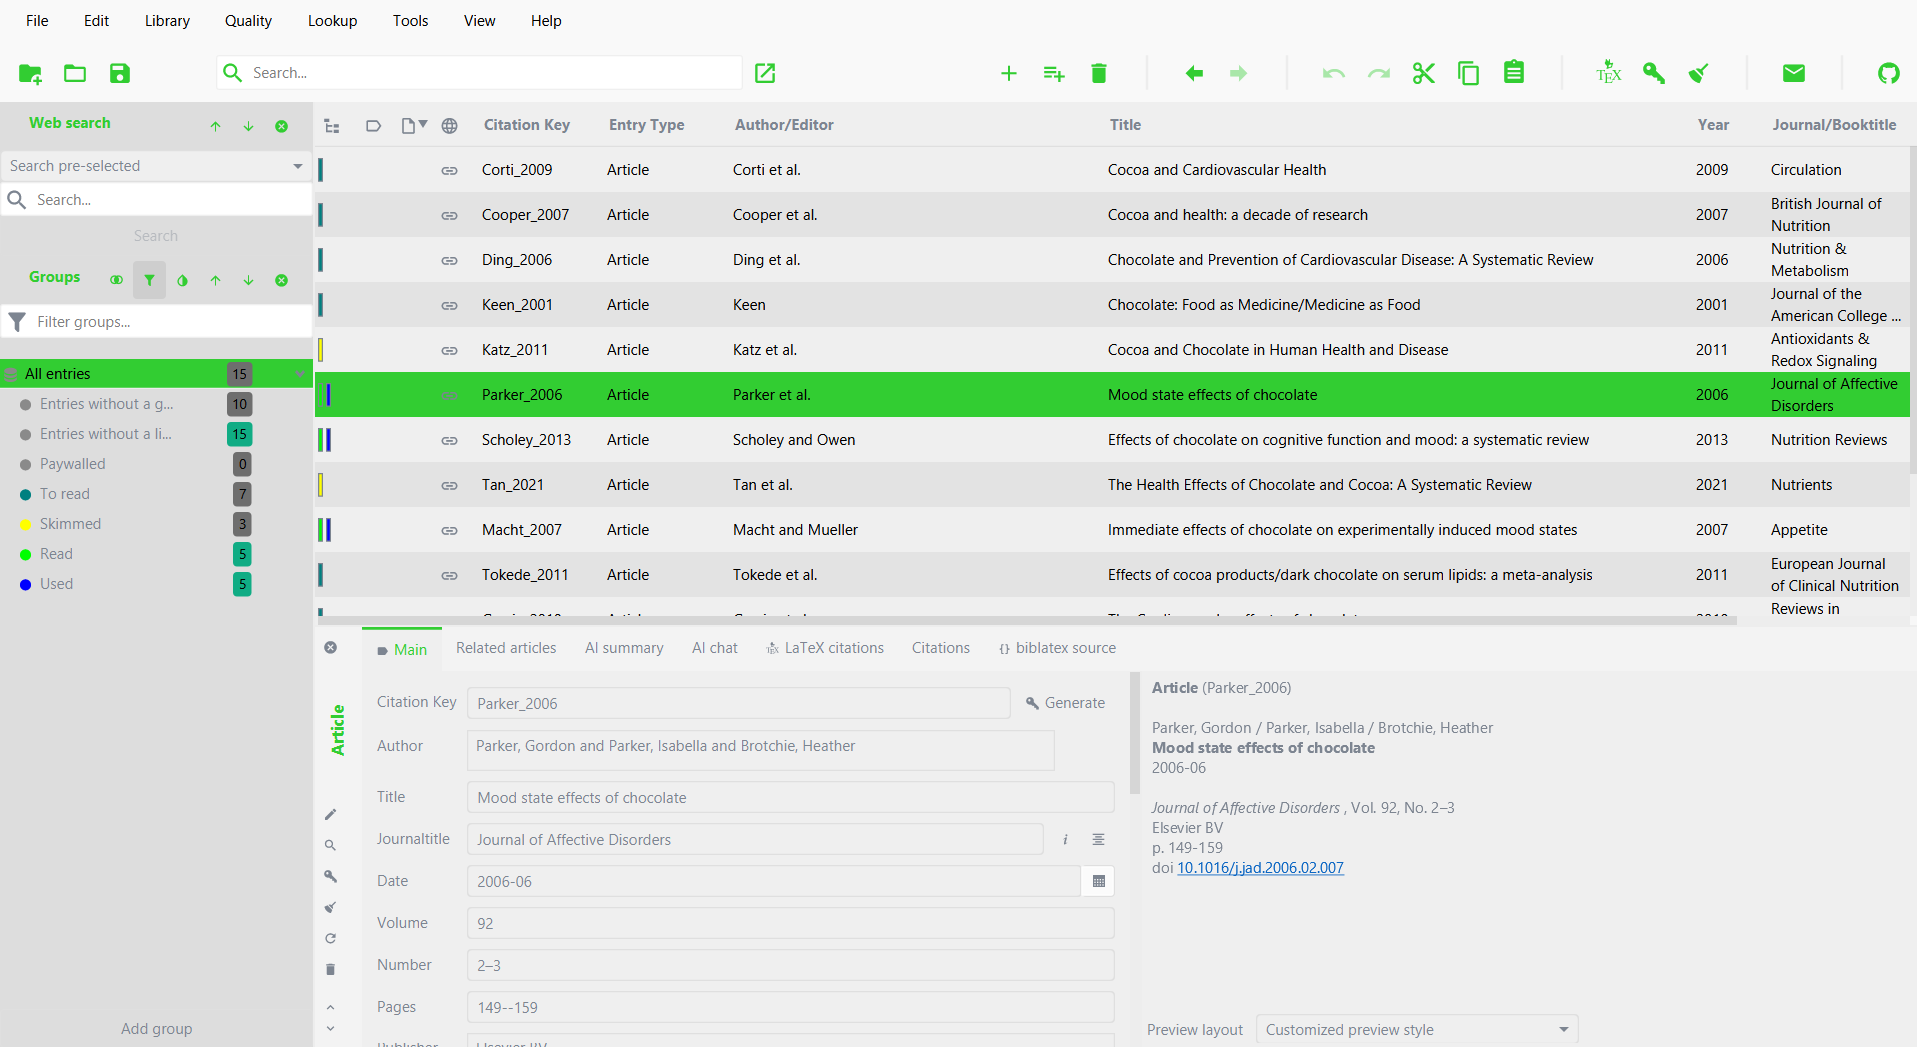 File Edit Library Quality Lookup Tools View Help
Search...
TEX
Web search
Search pre-selected
Search...
Search
Groups
Filter groups...
All entries 15
Entries without a g... 10
Entries without a li... 15
Paywalled 0
To read 7
Skimmed 3
Read 5
Used 5
Add group
Citation Key Entry Type Author/Editor Title Year Journal/Booktitle
Corti_2009 Article Corti et al. Cocoa and Cardiovascular Health 2009 Circulation
Cooper_2007 Article Cooper et al. Cocoa and health: a decade of research 2007 British Journal of
Nutrition
Ding_2006 Article Ding et al. Chocolate and Prevention of Cardiovascular Disease: A Systematic Review 2006 Nutrition &
Metabolism
Keen_2001 Article Keen Chocolate: Food as Medicine/Medicine as Food 2001 Journal of the
American College ...
Katz_2011 Article Katz et al. Cocoa and Chocolate in Human Health and Disease 2011 Antioxidants &
Redox Signaling
Parker_2006 Article Parker et al. Mood state effects of chocolate 2006 Journal of Affective
Disorders
Scholey_2013 Article Scholey and Owen Effects of chocolate on cognitive function and mood: a systematic review 2013 Nutrition Reviews
Tan_2021 Article Tan et al. The Health Effects of Chocolate and Cocoa: A Systematic Review 2021 Nutrients
Macht_2007 Article Macht and Mueller Immediate effects of chocolate on experimentally induced mood states 2007 Appetite
Tokede_2011 Article Tokede et al. Effects of cocoa products/dark chocolate on serum lipids: a meta-analysis 2011 European Journal
of Clinical Nutrition
Reviews in
Main Related articles AI summary AI chat TEX LaTeX citations Citations {} biblatex source
Article
Citation Key Parker_2006 Generate
Author Parker, Gordon and Parker, Isabella and Brotchie, Heather
Title Mood state effects of chocolate
Journaltitle Journal of Affective Disorders i
Date 2006-06
Volume 92
Number 2–3
Pages 149--159
Publisher Elsevier BV
Article (Parker_2006)
Parker, Gordon / Parker, Isabella / Brotchie, Heather
Mood state effects of chocolate
2006-06
Journal of Affective Disorders , Vol. 92, No. 2–3
Elsevier BV
p. 149-159
doi 10.1016/j.jad.2006.02.007
Preview layout Customized preview style